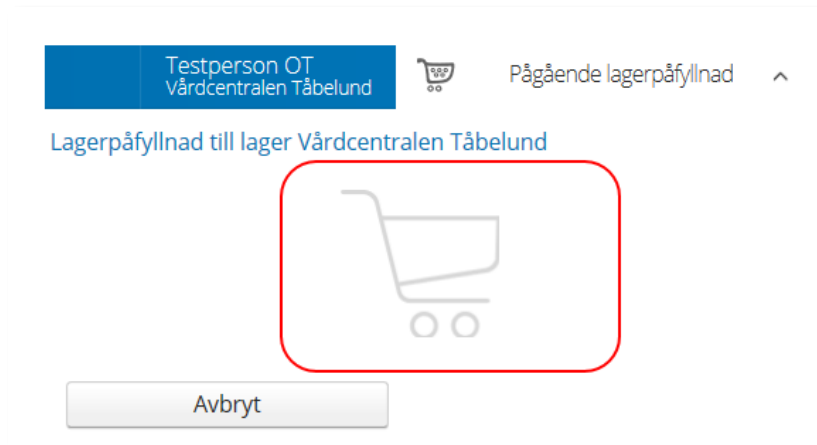 Testperson OT
Vårdcentralen Tåbelund
Pågående lagerpåfyllnad
Lagerpåfyllnad till lager Vårdcentralen Tåbelund
Avbryt